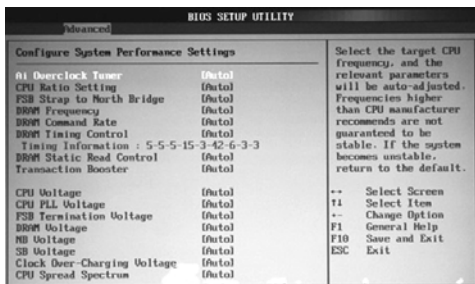 BIOS SETUP UTILITY
Advanced
Configure System Performance Settings
Ai Overclock Tuner [Auto]
CPU Ratio Setting [Auto]
FSB Strap to North Bridge [Auto]
DRAM Frequency [Auto]
DRAM Command Rate [Auto]
DRAM Timing Control [Auto]
Timing Information : 5-5-5-15-3-42-6-3-3
DRAM Static Read Control [Auto]
Transaction Booster [Auto]
CPU Voltage [Auto]
CPU PLL Voltage [Auto]
FSB Termination Voltage [Auto]
DRAM Voltage [Auto]
NB Voltage [Auto]
SB Voltage [Auto]
Clock Over-Charging Voltage [Auto]
CPU Spread Spectrum [Auto]
Select the target CPU
frequency, and the
relevant parameters
will be auto-adjusted.
Frequencies higher
than CPU manufacturer
recommends are not
guaranteed to be
stable. If the system
becomes unstable,
return to the default.
↔ Select Screen
↑↓ Select Item
+- Change Option
F1 General Help
F10 Save and Exit
ESC Exit